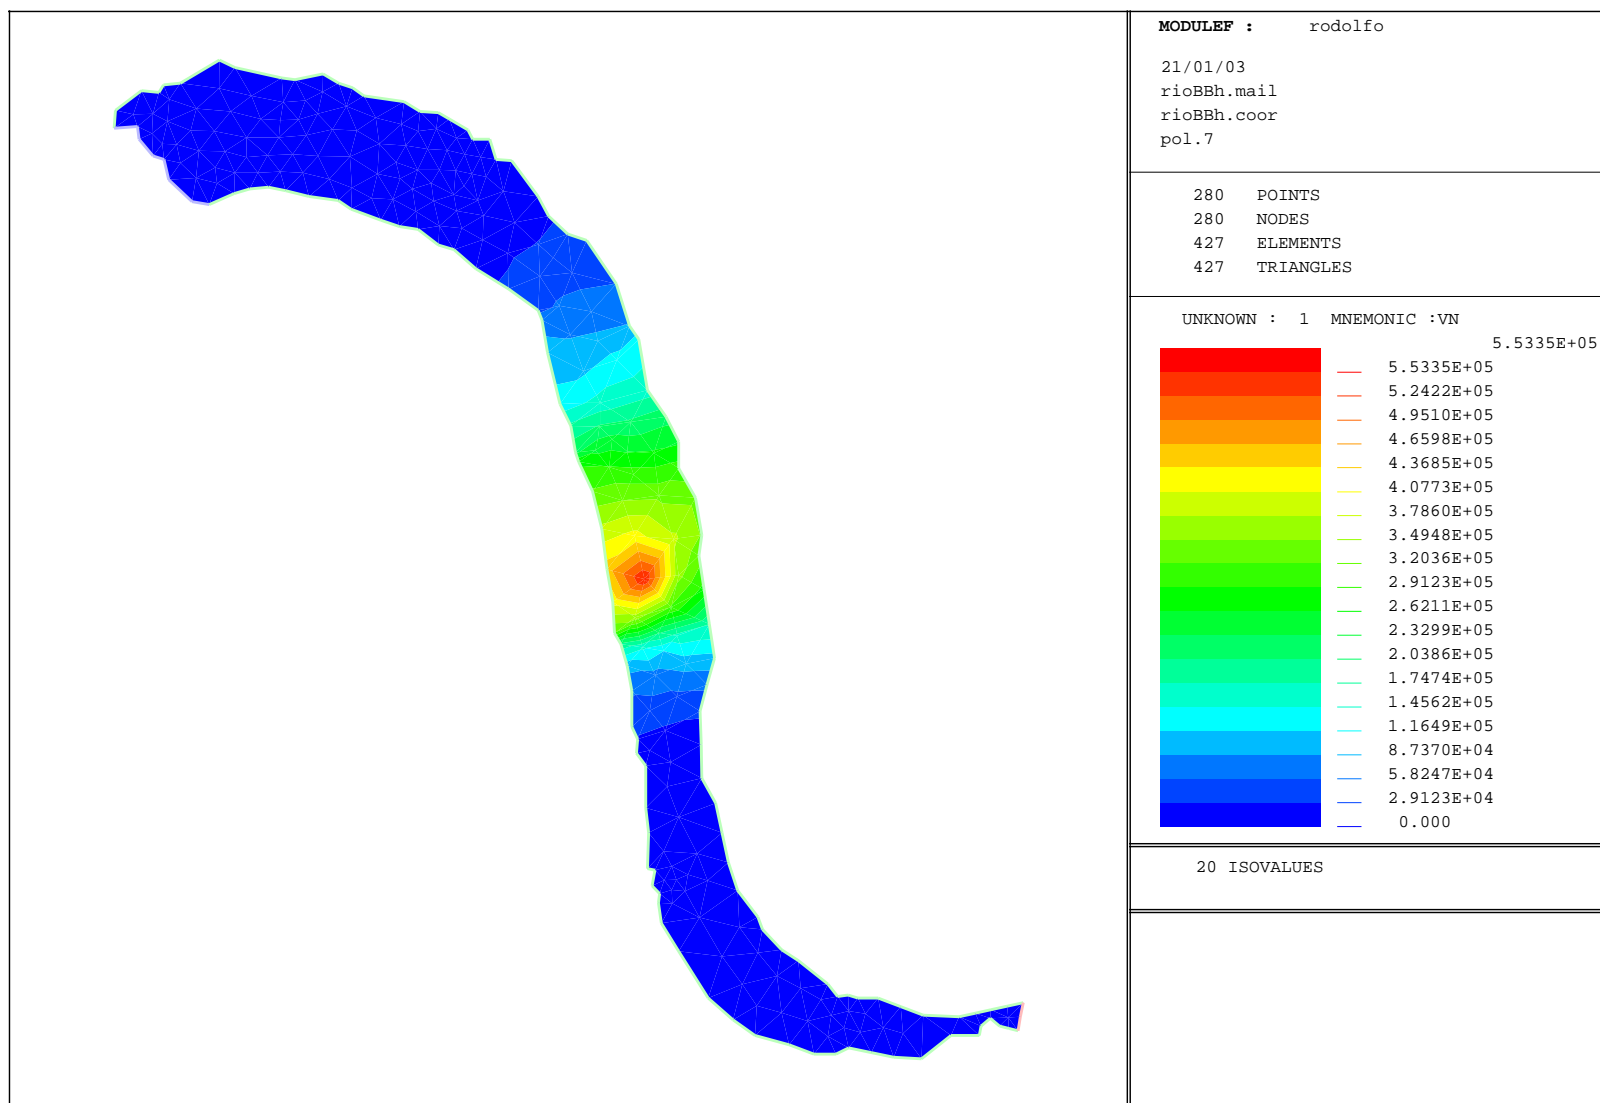 MODULEF : rodolfo
21/01/03
rioBBh.mail
rioBBh.coor
pol.7
280 POINTS
280 NODES
427 ELEMENTS
427 TRIANGLES
UNKNOWN : 1 MNEMONIC :VN
5.5335E+05
5.5335E+05
5.2422E+05
4.9510E+05
4.6598E+05
4.3685E+05
4.0773E+05
3.7860E+05
3.4948E+05
3.2036E+05
2.9123E+05
2.6211E+05
2.3299E+05
2.0386E+05
1.7474E+05
1.4562E+05
1.1649E+05
8.7370E+04
5.8247E+04
2.9123E+04
0.000
20 ISOVALUES